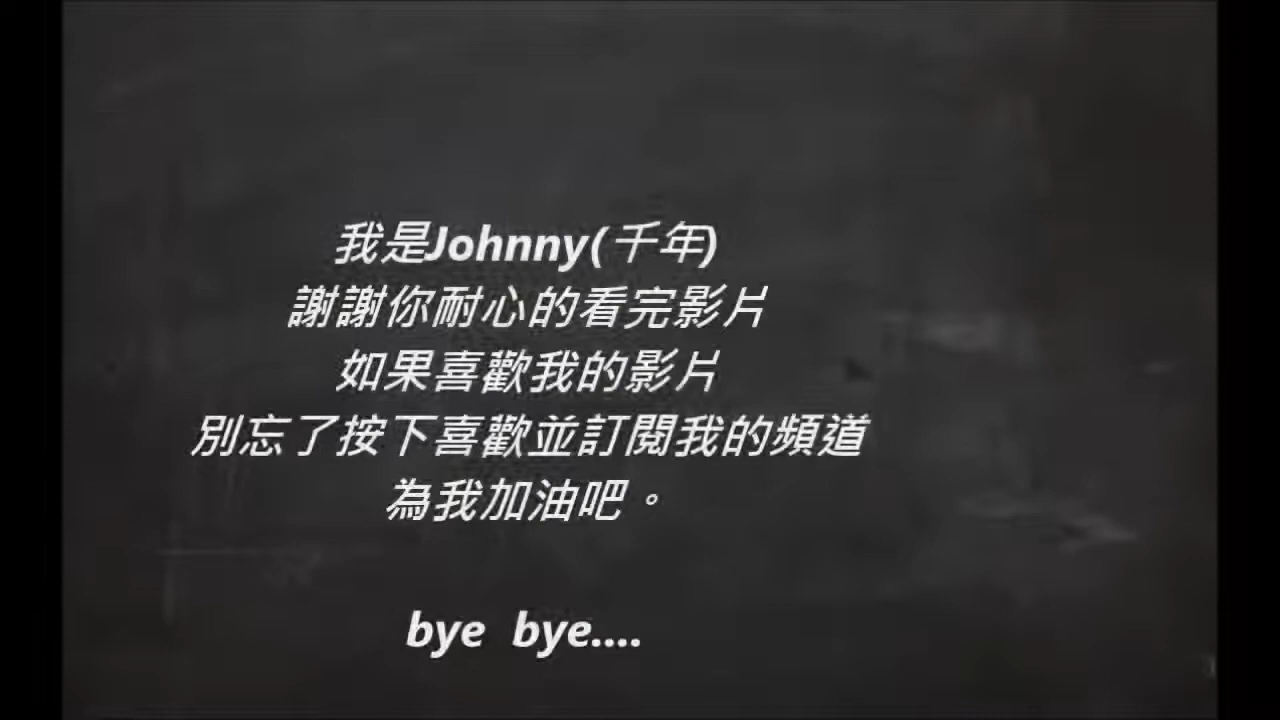 我是Johnny(千年)
謝謝你耐心的看完影片
如果喜歡我的影片
別忘了按下喜歡並訂閱我的頻道
為我加油吧。
bye bye....